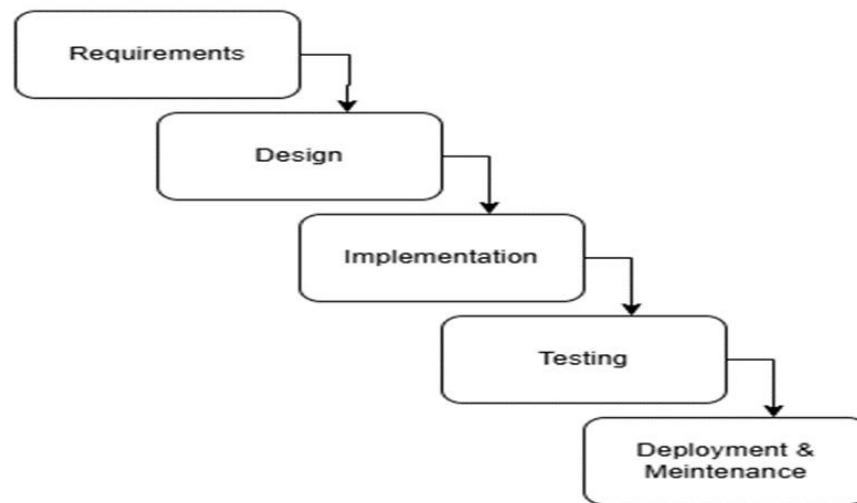 Requirements
Design
Implementation
Testing
Deployment &
Meintenance